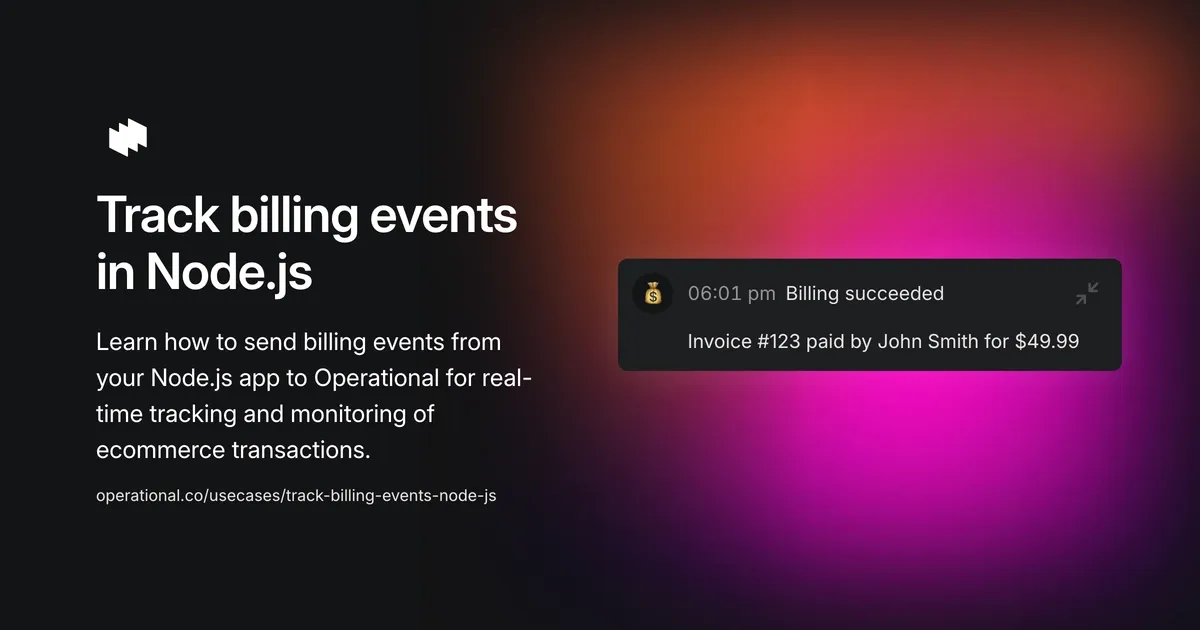 Track billing events
in Node.js
Learn how to send billing events from
your Node.js app to Operational for real-
time tracking and monitoring of
ecommerce transactions.
operational.co/usecases/track-billing-events-node-js
06:01 pm Billing succeeded
Invoice #123 paid by John Smith for $49.99